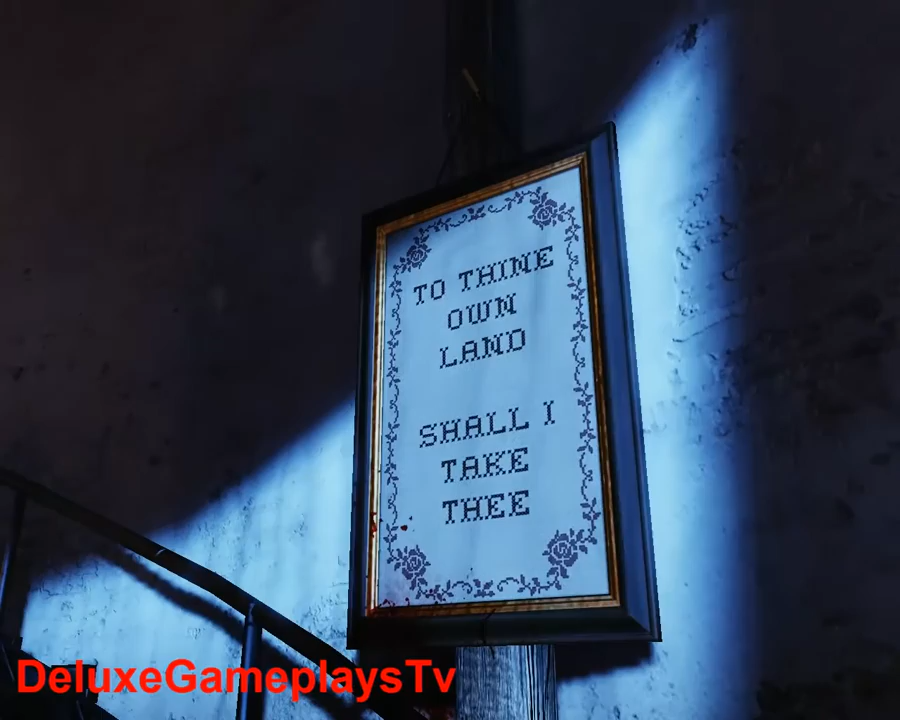 TO THINE
OWN
LAND
SHALL I
TAKE
THEE
DeluxeGameplaysTv